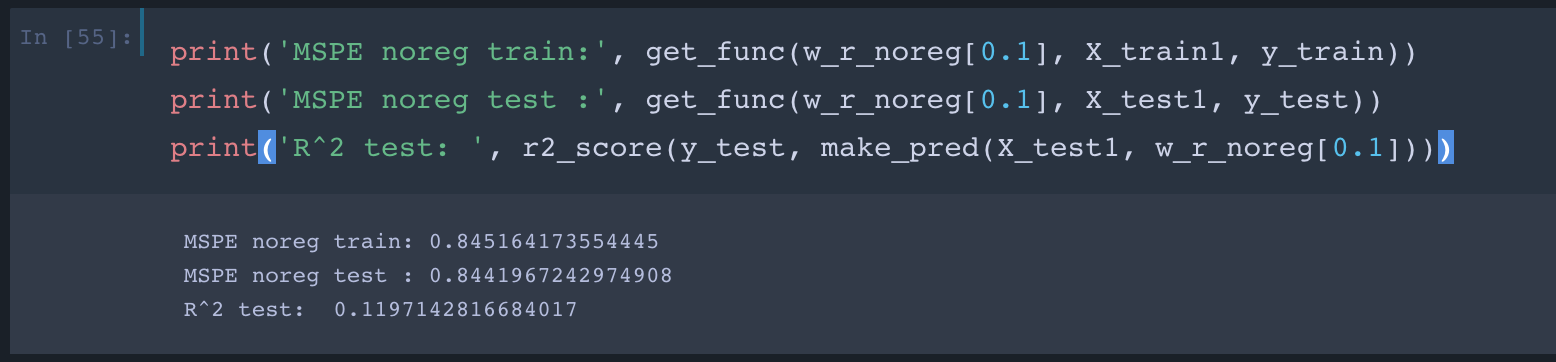 In [55]:
print('MSPE noreg train:', get_func(w_r_noreg[0.1], X_train1, y_train))
print('MSPE noreg test :', get_func(w_r_noreg[0.1], X_test1, y_test))
print('R^2 test: ', r2_score(y_test, make_pred(X_test1, w_r_noreg[0.1])))
MSPE noreg train: 0.845164173554445
MSPE noreg test : 0.8441967242974908
R^2 test:  0.1197142816684017